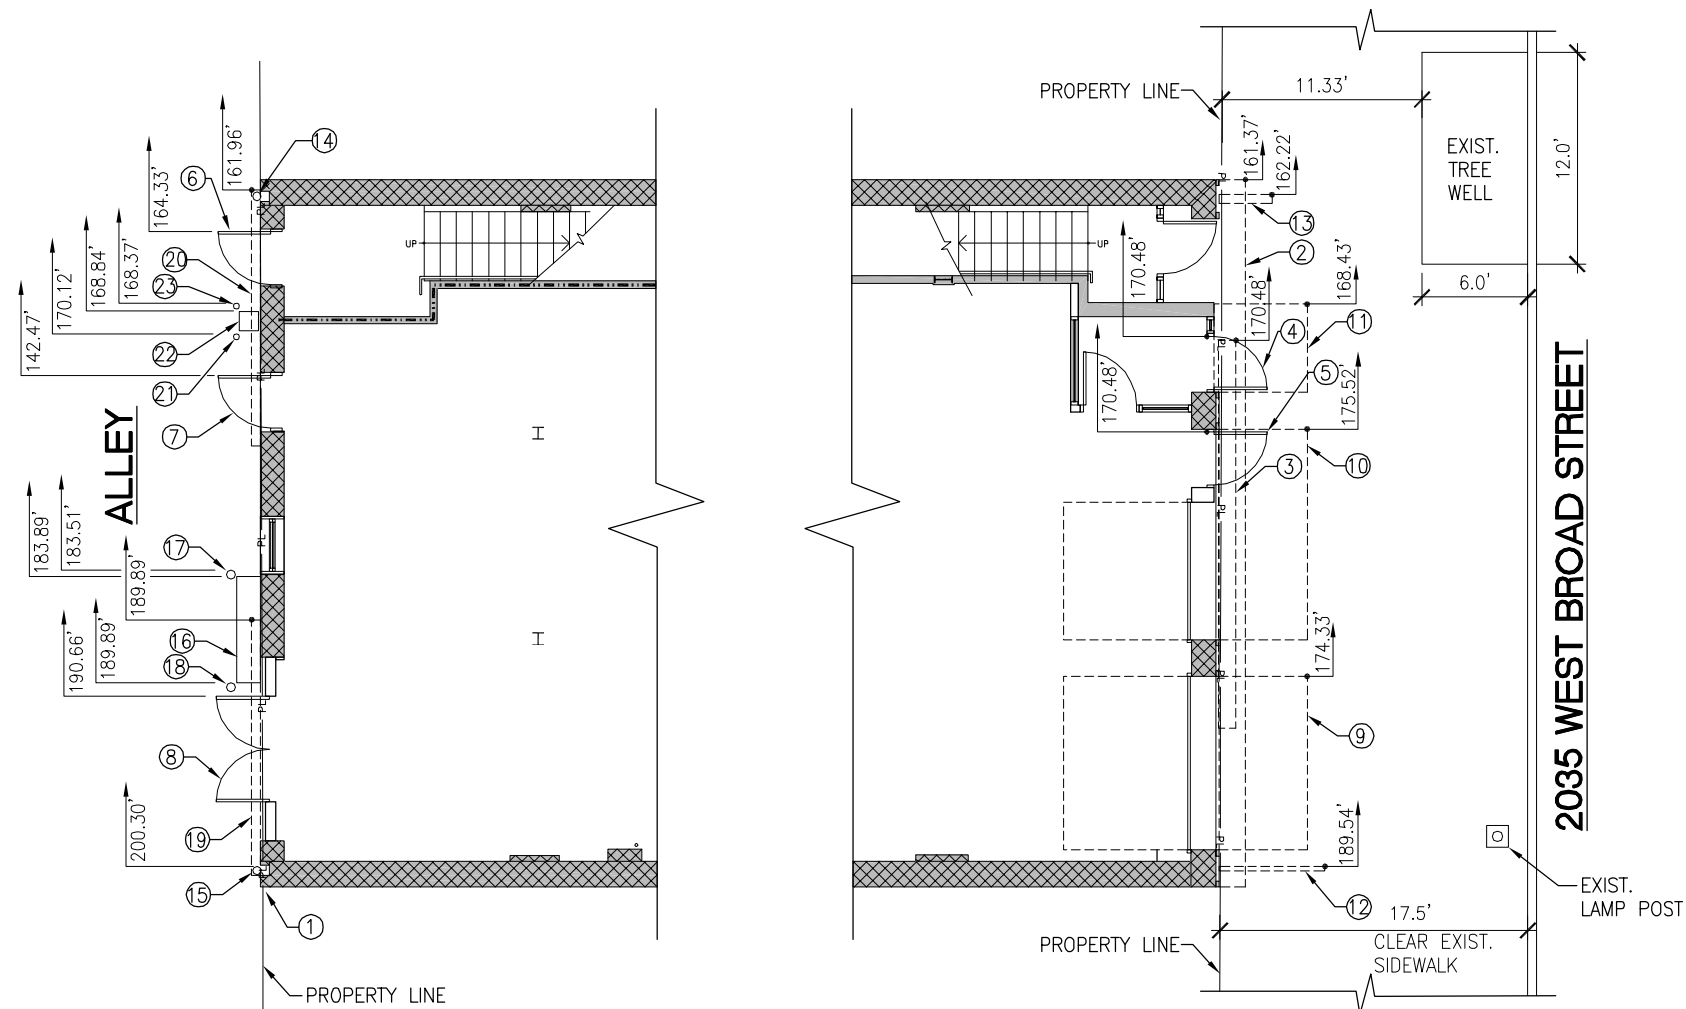 PROPERTY LINE
11.33'
12.0'
EXIST.
TREE
WELL
6.0'
161.96'
14
164.33'
6
161.37'
162.22'
13
2
20
23
168.37'
168.84'
170.12'
142.47'
22
21
7
ALLEY
UP
UP
170.48'
170.48'
170.48'
168.43'
4
11
5
175.52'
10
3
PL
PL
PL
PL
2035 WEST BROAD STREET
183.89'
183.51'
17
189.89'
16
189.89'
190.66'
18
8
200.30'
19
15
1
174.33'
9
189.54'
12
EXIST.
LAMP POST
17.5'
CLEAR EXIST.
SIDEWALK
PROPERTY LINE
PROPERTY LINE